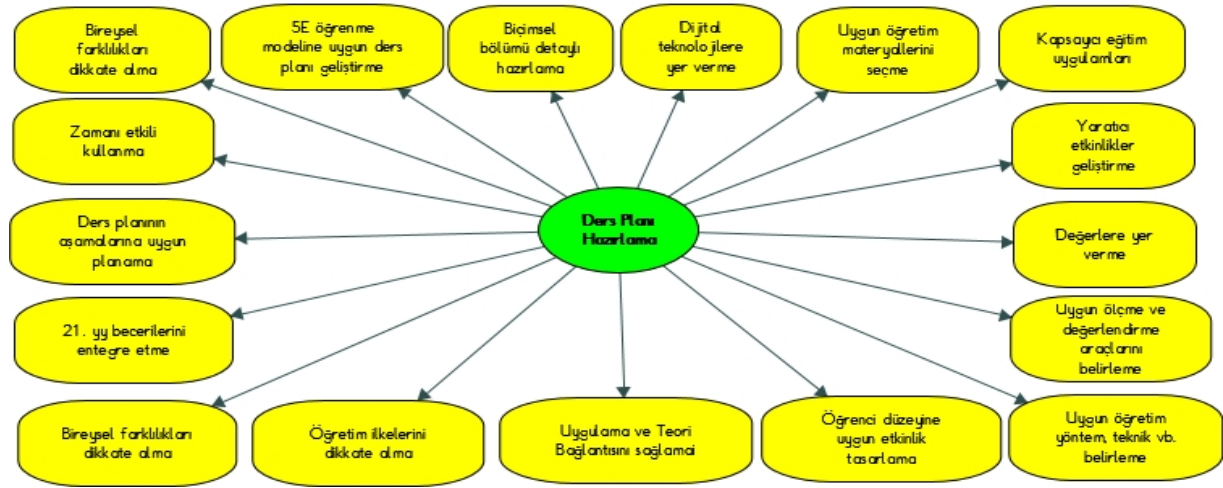 Bireysel
farklılıkları
dikkate alma
5E öğrenme
modeline uygun ders
planı geliştirme
Biçimsel
bölümü detaylı
hazırlama
Dijital
teknolojilere
yer verme
Uygun öğretim
materyallerini
seçme
Kapsayıcı eğitim
uygulamları
Zamanı etkili
kullanma
Yaratıcı
etkinlikler
geliştirme
Ders Planı
Hazırlama
Ders planının
aşamalarına uygun
planama
Değerlere yer
verme
21. yy becerilerini
entegre etme
Uygun ölçme ve
değerlendirme
araçlarını
belirleme
Bireysel farklılıkları
dikkate alma
Öğretim ilkelerini
dikkate alma
Uygulama ve Teori
Bağlantısını sağlamai
Öğrenci düzeyine
uygun etkinlik
tasarlama
Uygun öğretim
yöntem, teknik vb.
belirleme